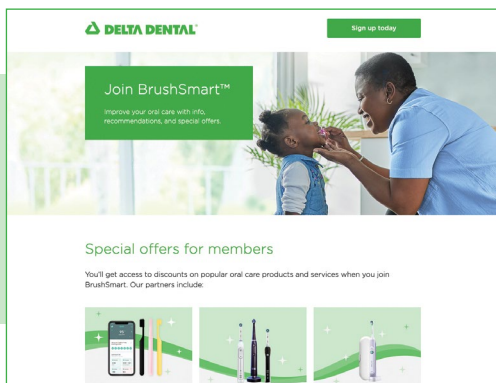 DELTA DENTAL®
Sign up today
Join BrushSmart™
Improve your oral care with info,
recommendations, and special offers.
Special offers for members
You'll get access to discounts on popular oral care products and services when you join
BrushSmart. Our partners include: